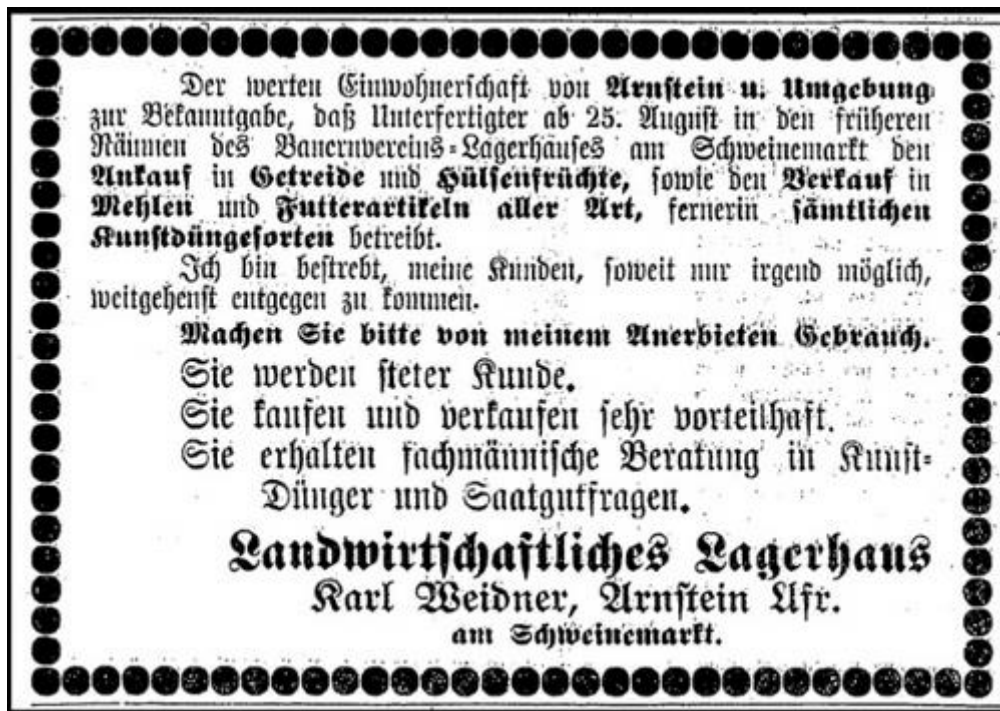 Der werten Einwohnerschaft von Arnstein u. Umgebung
zur Bekanntgabe, daß Unterfertigter ab 25. August in den früheren
Räumen des Bauernvereins-Lagerhauses am Schweinemarkt den
Ankauf in Getreide und Hülsenfrüchte, sowie den Verkauf in
Mehlen und Futterartikeln aller Art, fernerin sämtlichen
Kunstdüngesorten betreibt.
Ich bin bestrebt, meine Kunden, soweit nur irgend möglich,
weitgehenst entgegen zu kommen.
Machen Sie bitte von meinem Anerbieten Gebrauch.
Sie werden steter Kunde.
Sie kaufen und verkaufen sehr vorteilhaft.
Sie erhalten fachmännische Beratung in Kunst-
Dünger und Saatgutfragen.
Landwirtschaftliches Lagerhaus
Karl Weidner, Arnstein Ufr.
am Schweinemarkt.